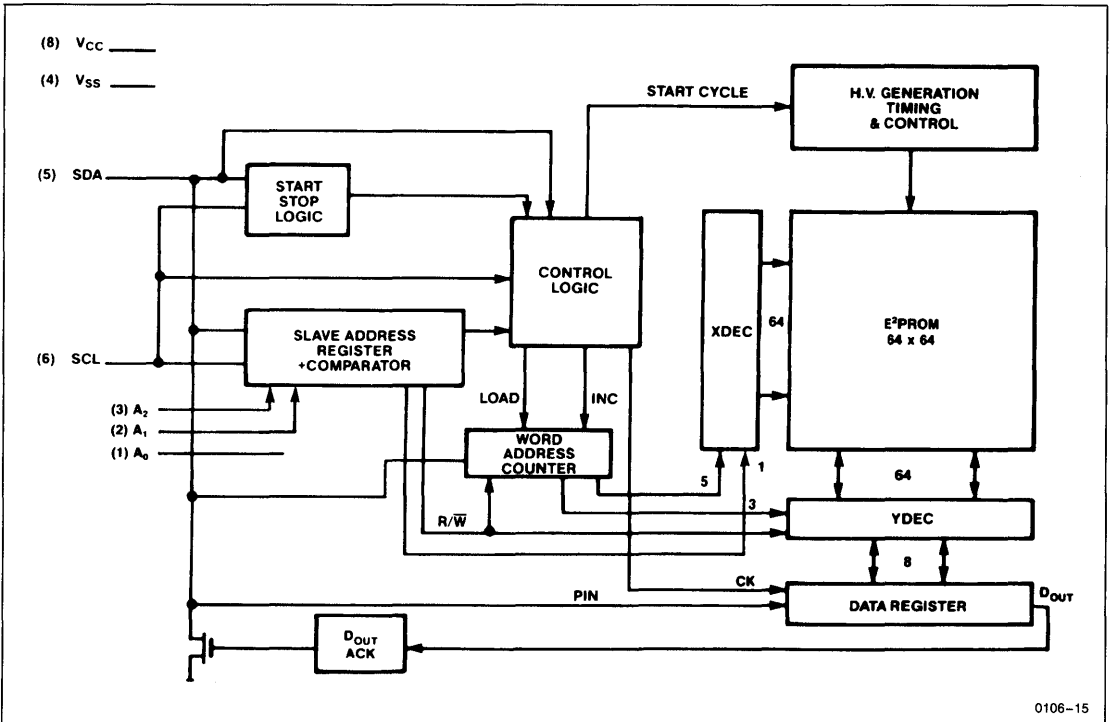 (8) VCC
(4) VSS
START CYCLE
H.V. GENERATION
TIMING
& CONTROL
(5) SDA
START
STOP
LOGIC
CONTROL
LOGIC
XDEC
64
E²PROM
64 x 64
SLAVE ADDRESS
REGISTER
+COMPARATOR
(6) SCL
(3) A₂
(2) A₁
(1) A₀
LOAD
INC
WORD
ADDRESS
COUNTER
5
1
64
3
YDEC
R/W̅
8
CK
PIN
DATA REGISTER
DOUT
DOUT
ACK
0106–15